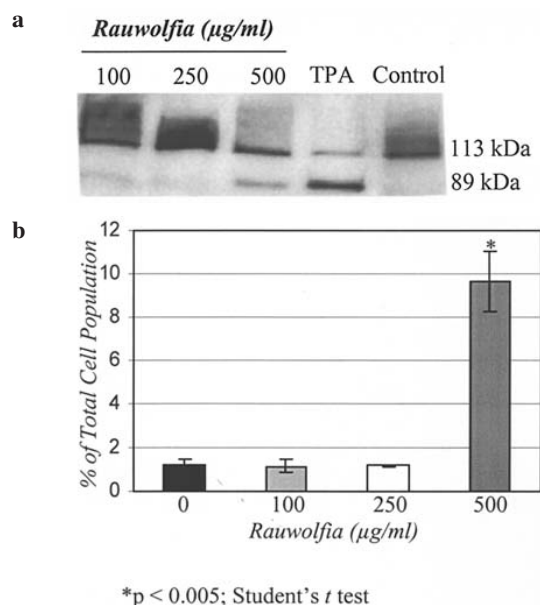 a
Rauwolfia (µg/ml)
100 250 500 TPA Control
113 kDa
89 kDa
b
12
10
8
6
4
2
0
% of Total Cell Population
*
0 100 250 500
Rauwolfia (µg/ml)
*p < 0.005; Student's t test